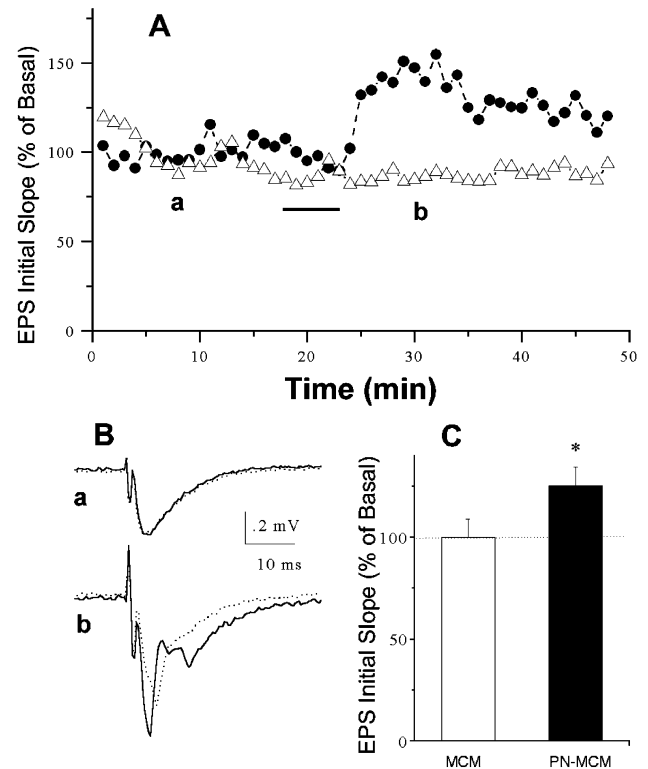 A
EPS Initial Slope (% of Basal)
150
100
50
0
a
b
0 10 20 30 40 50
Time (min)
B
a
.2 mV
10 ms
b
C
*
EPS Initial Slope (% of Basal)
100
50
0
MCM PN-MCM